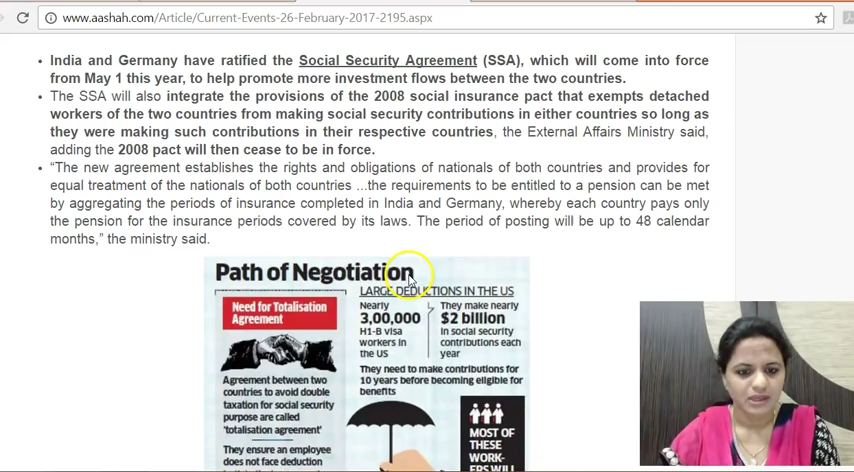 www.aashah.com/Article/Current-Events-26-February-2017-2195.aspx
• India and Germany have ratified the Social Security Agreement (SSA), which will come into force
from May 1 this year, to help promote more investment flows between the two countries.
• The SSA will also integrate the provisions of the 2008 social insurance pact that exempts detached
workers of the two countries from making social security contributions in either countries so long as
they were making such contributions in their respective countries, the External Affairs Ministry said,
adding the 2008 pact will then cease to be in force.
• “The new agreement establishes the rights and obligations of nationals of both countries and provides for
equal treatment of the nationals of both countries ...the requirements to be entitled to a pension can be met
by aggregating the periods of insurance completed in India and Germany, whereby each country pays only
the pension for the insurance periods covered by its laws. The period of posting will be up to 48 calendar
months,” the ministry said.
Path of Negotiation
Need for Totalisation
Agreement
Agreement between two
countries to avoid double
taxation for social security
purpose are called
'totalisation agreement'
They ensure an employee
does not face deduction
LARGE DEDUCTIONS IN THE US
Nearly
3,00,000
H1-B visa
workers in
the US
They make nearly
$2 billion
in social security
contributions each
year
They need to make contributions for
10 years before becoming eligible for
benefits
MOST OF
THESE
WORK-
ERS WILL